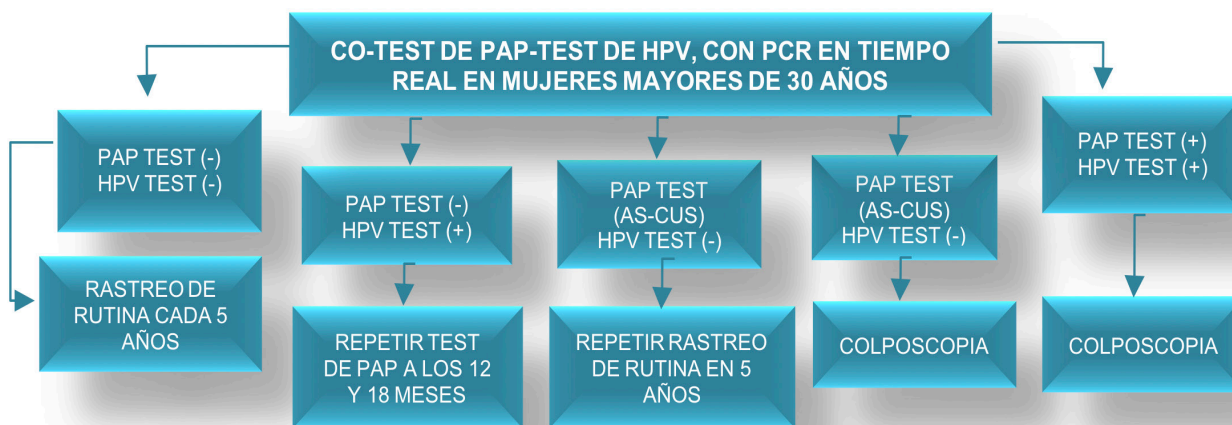 CO-TEST DE PAP-TEST DE HPV, CON PCR EN TIEMPO
REAL EN MUJERES MAYORES DE 30 AÑOS
PAP TEST (-)
HPV TEST (-)
RASTREO DE
RUTINA CADA 5
AÑOS
PAP TEST (-)
HPV TEST (+)
REPETIR TEST
DE PAP A LOS 12
Y 18 MESES
PAP TEST
(AS-CUS)
HPV TEST (-)
REPETIR RASTREO
DE RUTINA EN 5
AÑOS
PAP TEST
(AS-CUS)
HPV TEST (-)
COLPOSCOPIA
PAP TEST (+)
HPV TEST (+)
COLPOSCOPIA